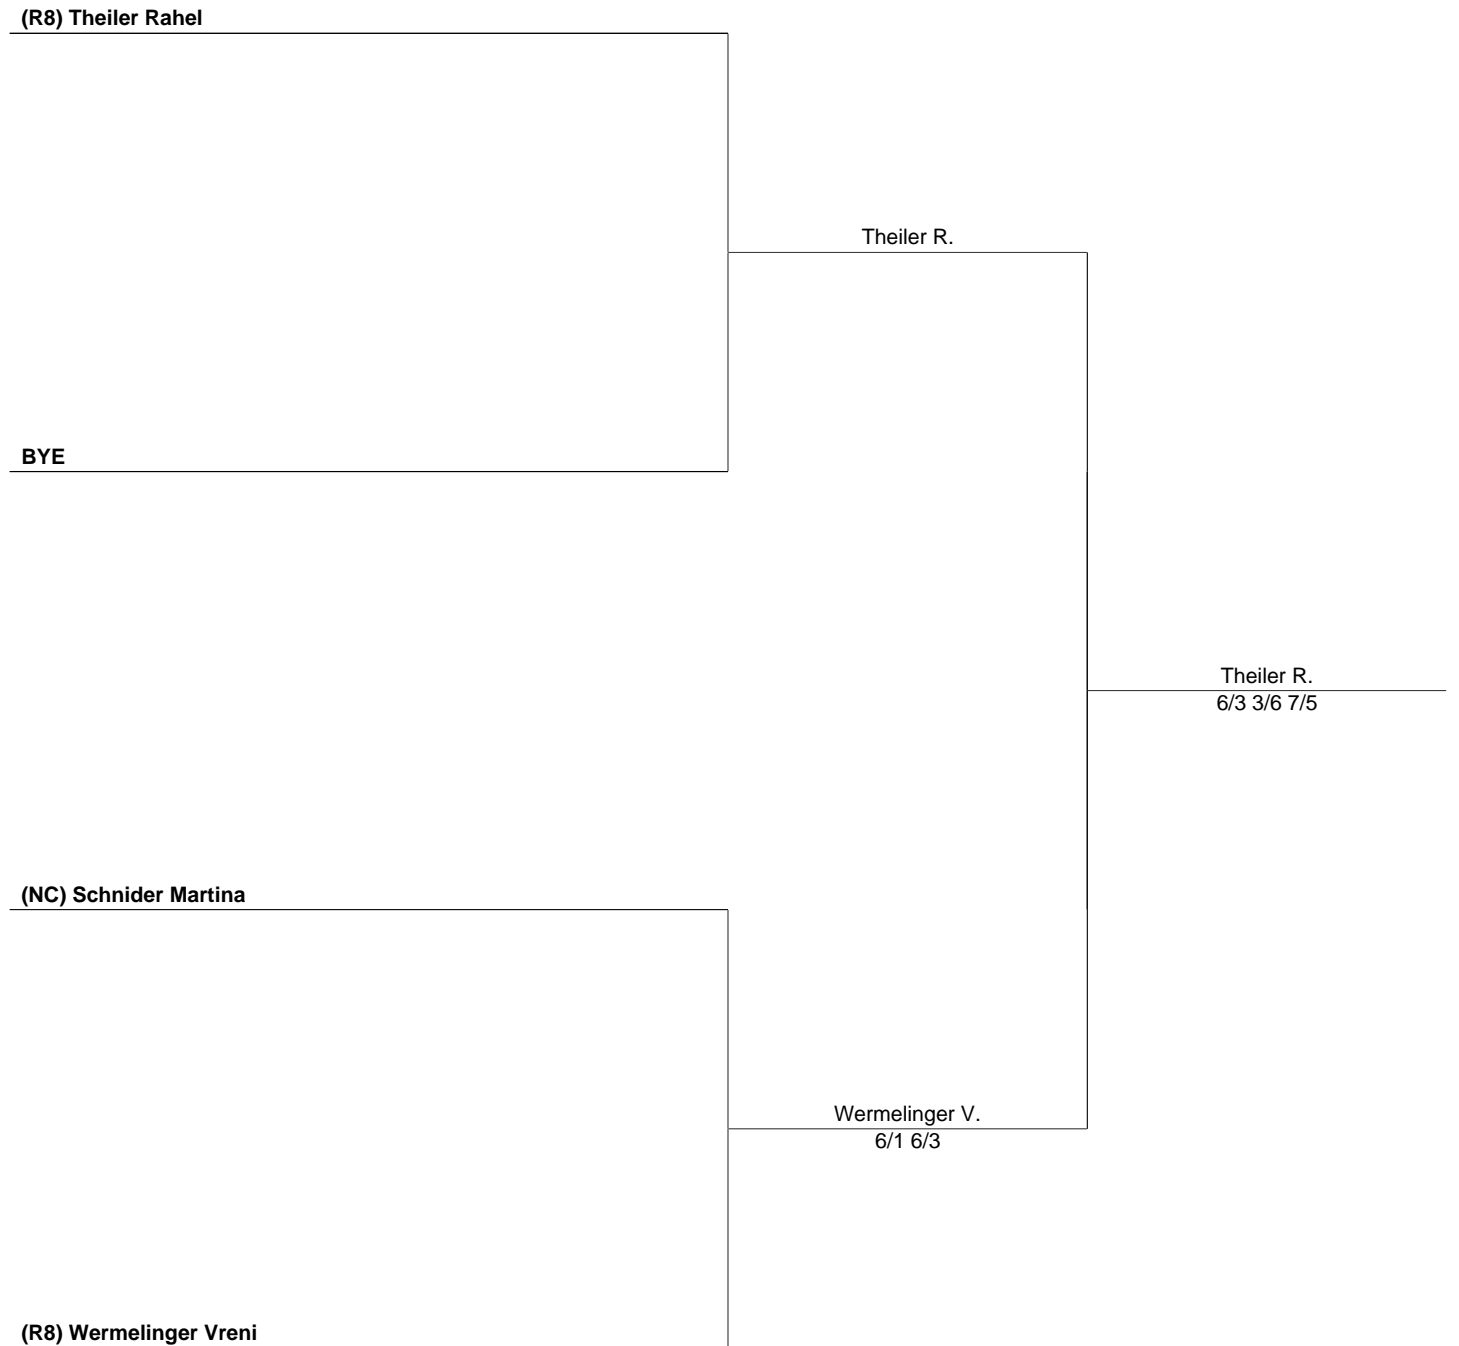 (R8) Theiler Rahel
Theiler R.
BYE
Theiler R.
6/3 3/6 7/5
(NC) Schnider Martina
Wermelinger V.
6/1 6/3
(R8) Wermelinger Vreni